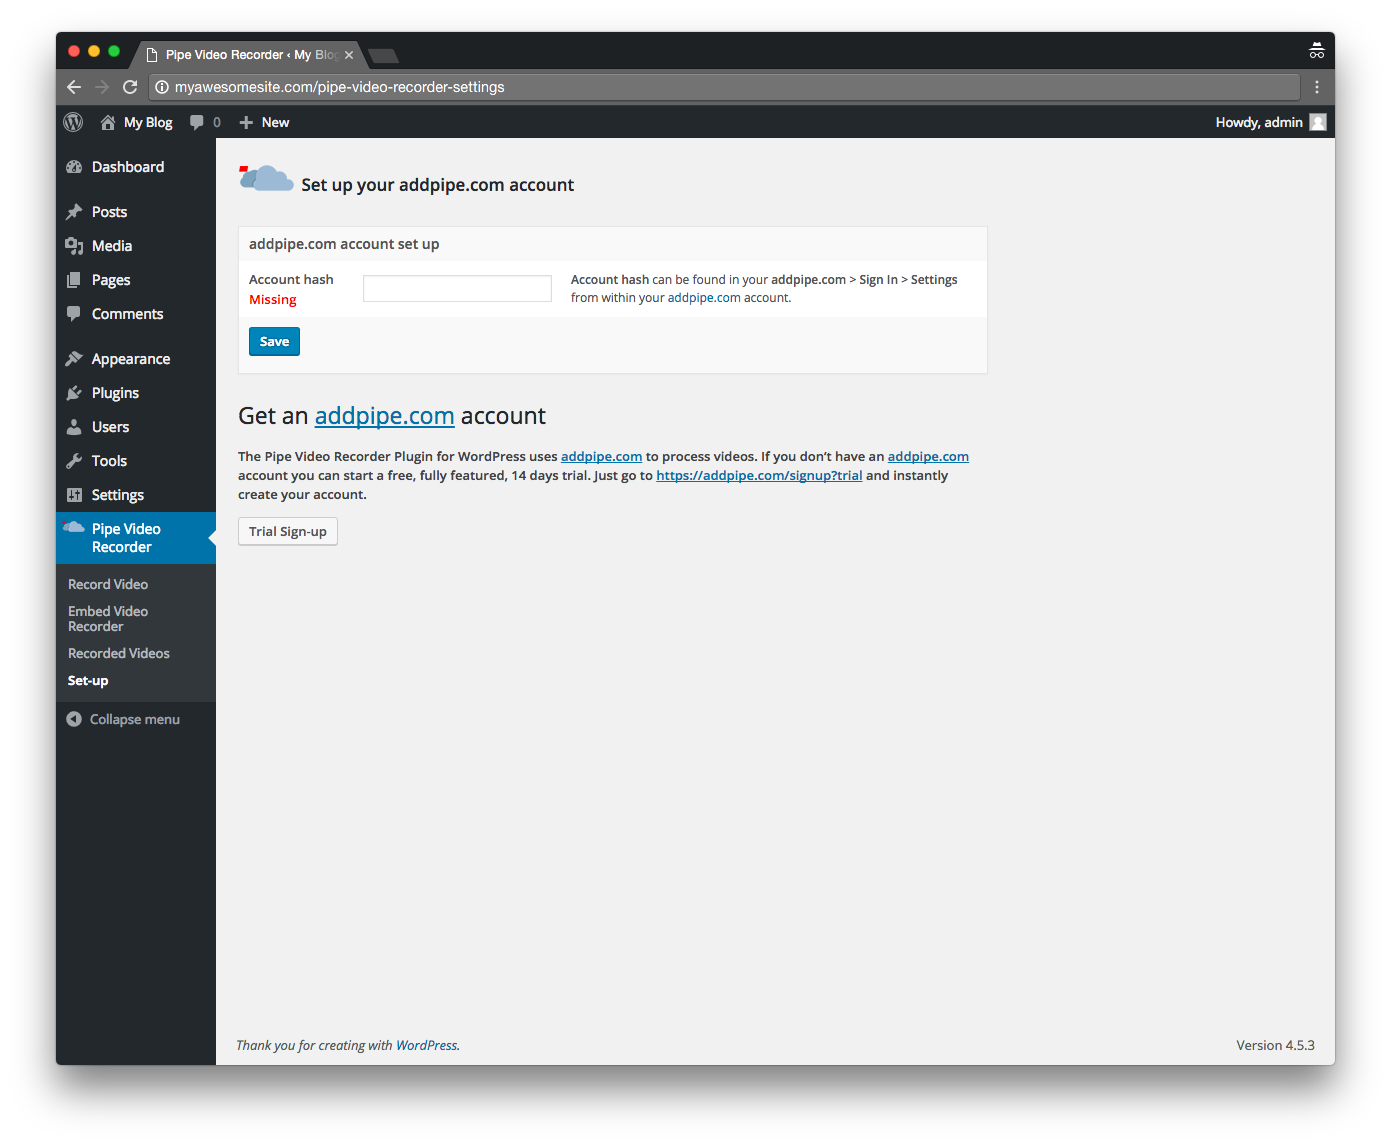 Pipe Video Recorder ‹ My Blog
myawesomesite.com/pipe-video-recorder-settings
My Blog 0 New Howdy, admin
Dashboard
Posts
Media
Pages
Comments
Appearance
Plugins
Users
Tools
Settings
Pipe Video
Recorder
Record Video
Embed Video
Recorder
Recorded Videos
Set-up
Collapse menu
Set up your addpipe.com account
addpipe.com account set up
Account hash
Missing
Account hash can be found in your addpipe.com > Sign In > Settings
from within your addpipe.com account.
Save
Get an addpipe.com account
The Pipe Video Recorder Plugin for WordPress uses addpipe.com to process videos. If you don’t have an addpipe.com
account you can start a free, fully featured, 14 days trial. Just go to https://addpipe.com/signup?trial and instantly
create your account.
Trial Sign-up
Thank you for creating with WordPress.
Version 4.5.3